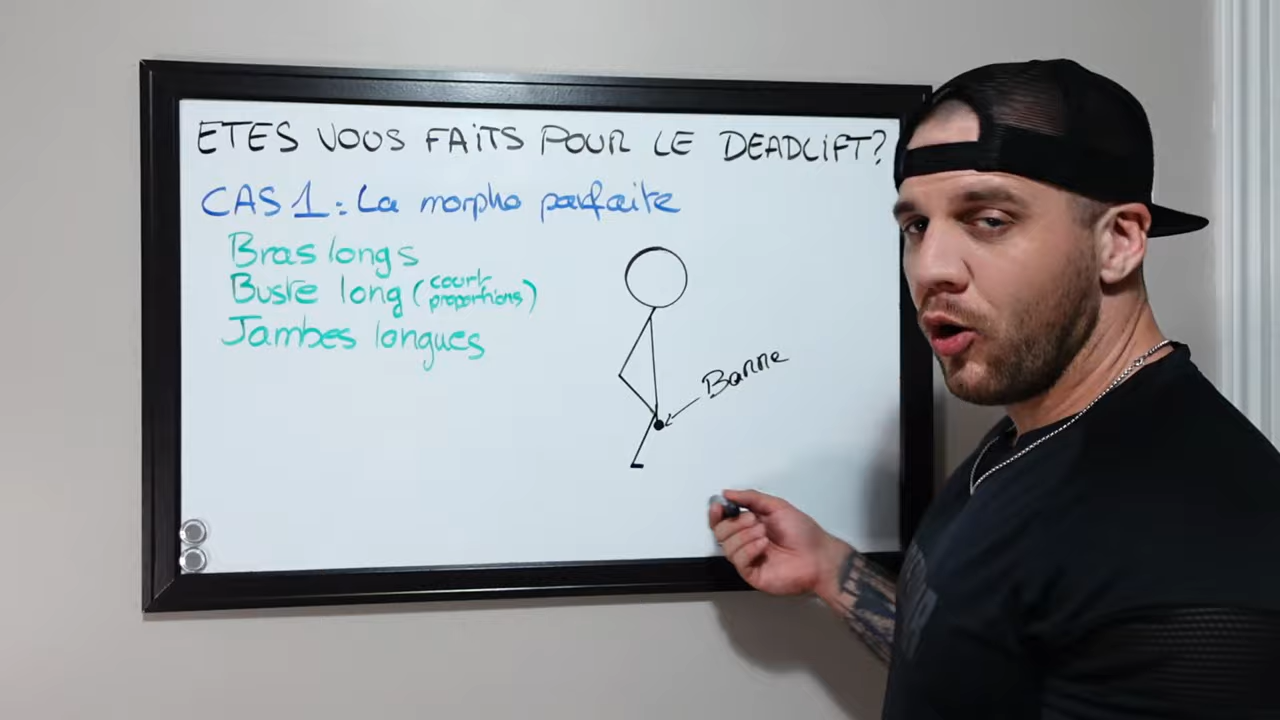 ETES VOUS FAITS POUR LE DEADLIFT?
CAS 1: La morpho parfaite
Bras longs
Buste long (court proportions)
Jambes longues
Barre